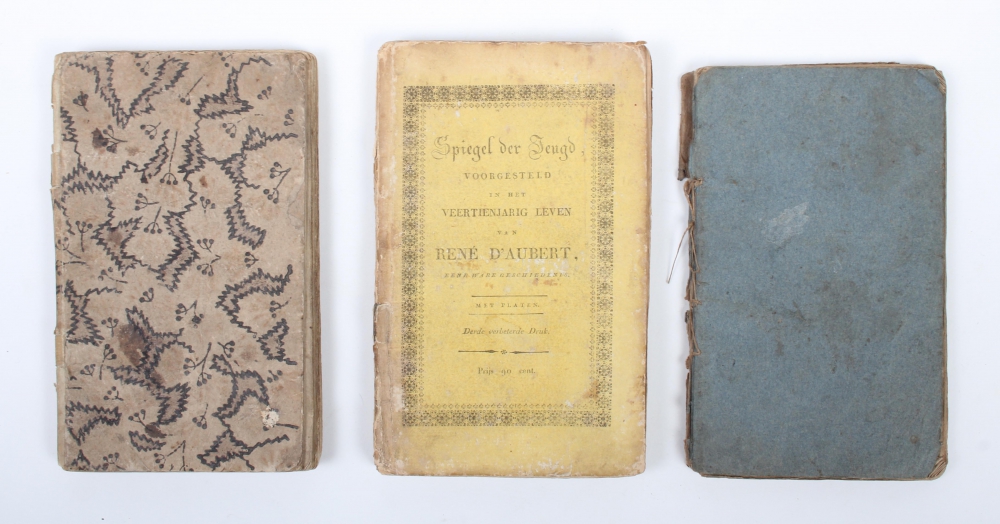 Spiegel der Jeugd,
VOORGESTELD
IN HET
VEERTIENJARIG LEVEN
VAN
RENÉ D'AUBERT,
EENE WARE GESCHIEDENIS.
MET PLATEN.
Derde verbeterde Druk.
Prijs 90 cent.